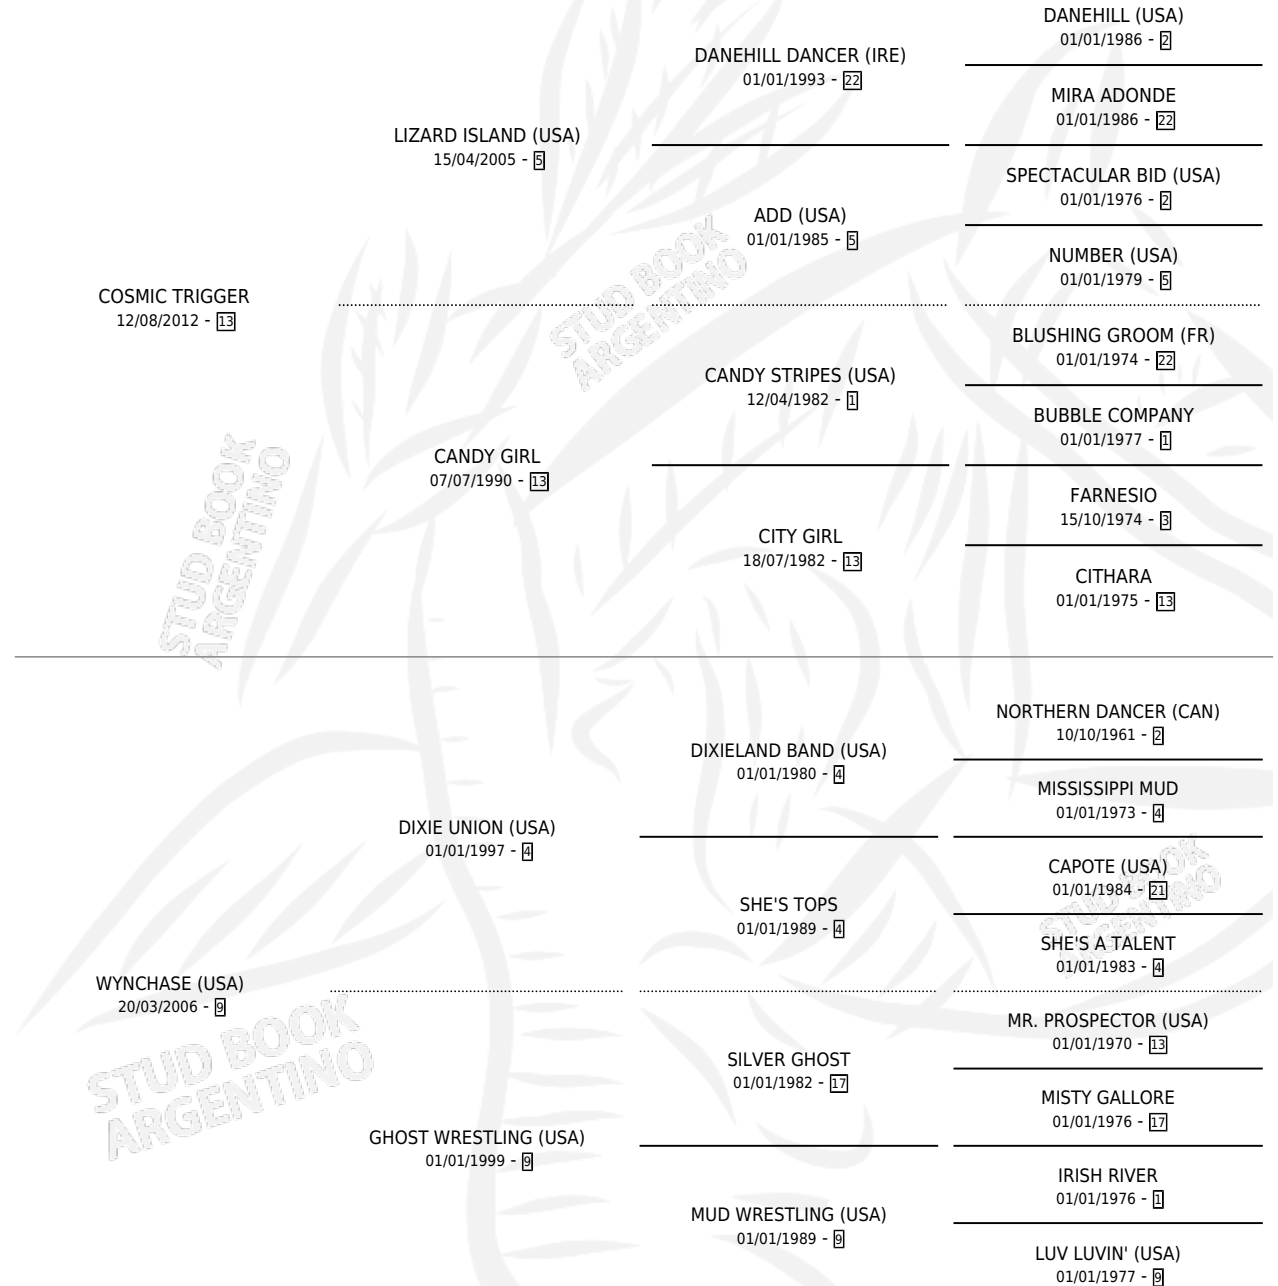 DANEHILL (USA)
01/01/1986 - 2
DANEHILL DANCER (IRE)
01/01/1993 - 22
MIRA ADONDE
01/01/1986 - 22
LIZARD ISLAND (USA)
15/04/2005 - 5
SPECTACULAR BID (USA)
01/01/1976 - 2
ADD (USA)
01/01/1985 - 5
NUMBER (USA)
01/01/1979 - 5
COSMIC TRIGGER
12/08/2012 - 13
BLUSHING GROOM (FR)
01/01/1974 - 22
CANDY STRIPES (USA)
12/04/1982 - 1
BUBBLE COMPANY
01/01/1977 - 1
CANDY GIRL
07/07/1990 - 13
FARNESIO
15/10/1974 - 3
CITY GIRL
18/07/1982 - 13
CITHARA
01/01/1975 - 13
STUD BOOK
ARGENTINO
STUD BOOK
ARGENTINO
NORTHERN DANCER (CAN)
10/10/1961 - 2
DIXIELAND BAND (USA)
01/01/1980 - 4
MISSISSIPPI MUD
01/01/1973 - 4
DIXIE UNION (USA)
01/01/1997 - 4
CAPOTE (USA)
01/01/1984 - 21
SHE'S TOPS
01/01/1989 - 4
SHE'S A TALENT
01/01/1983 - 4
STUD BOOK
ARGENTINO
WYNCHASE (USA)
20/03/2006 - 9
MR. PROSPECTOR (USA)
01/01/1970 - 13
SILVER GHOST
01/01/1982 - 17
MISTY GALLORE
01/01/1976 - 17
STUD BOOK
ARGENTINO
GHOST WRESTLING (USA)
01/01/1999 - 9
IRISH RIVER
01/01/1976 - 1
MUD WRESTLING (USA)
01/01/1989 - 9
LUV LUVIN' (USA)
01/01/1977 - 9